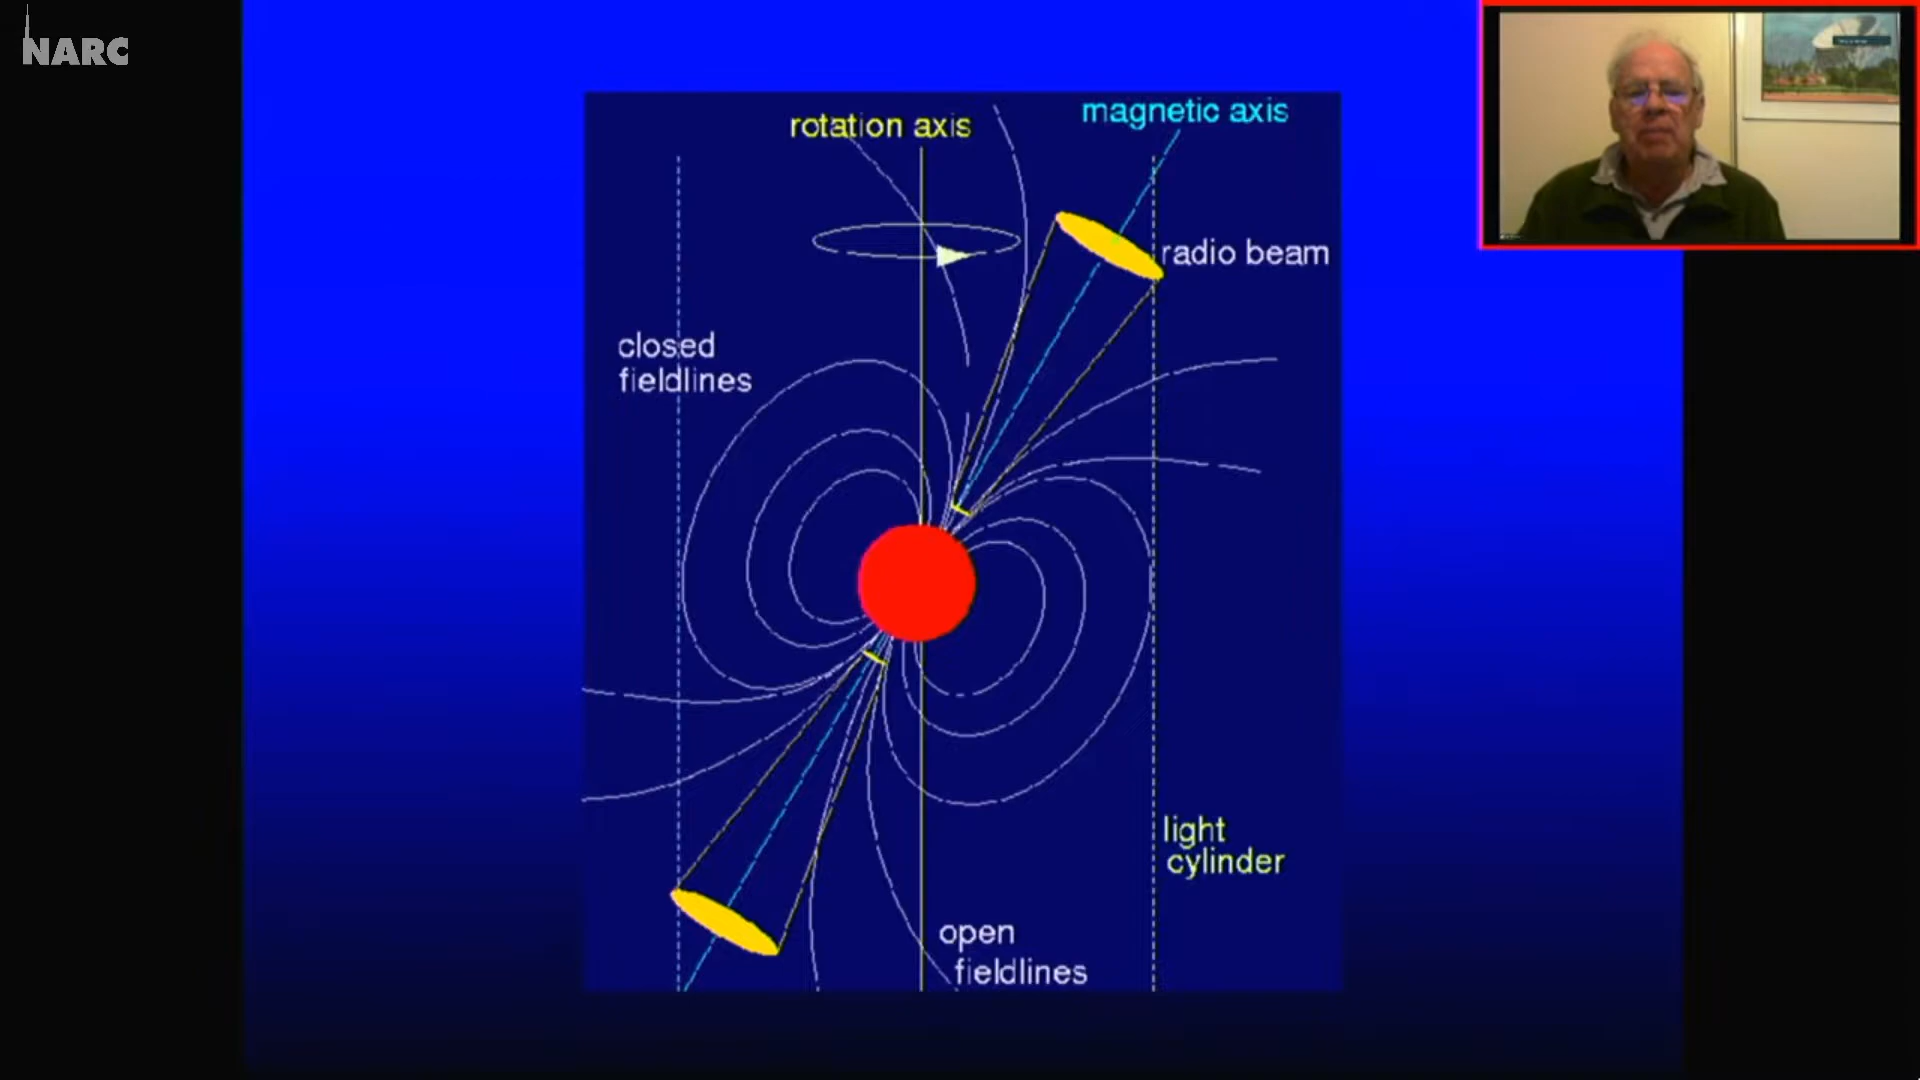 NARC
rotation axis
magnetic axis
radio beam
closed
fieldlines
light
cylinder
open
fieldlines